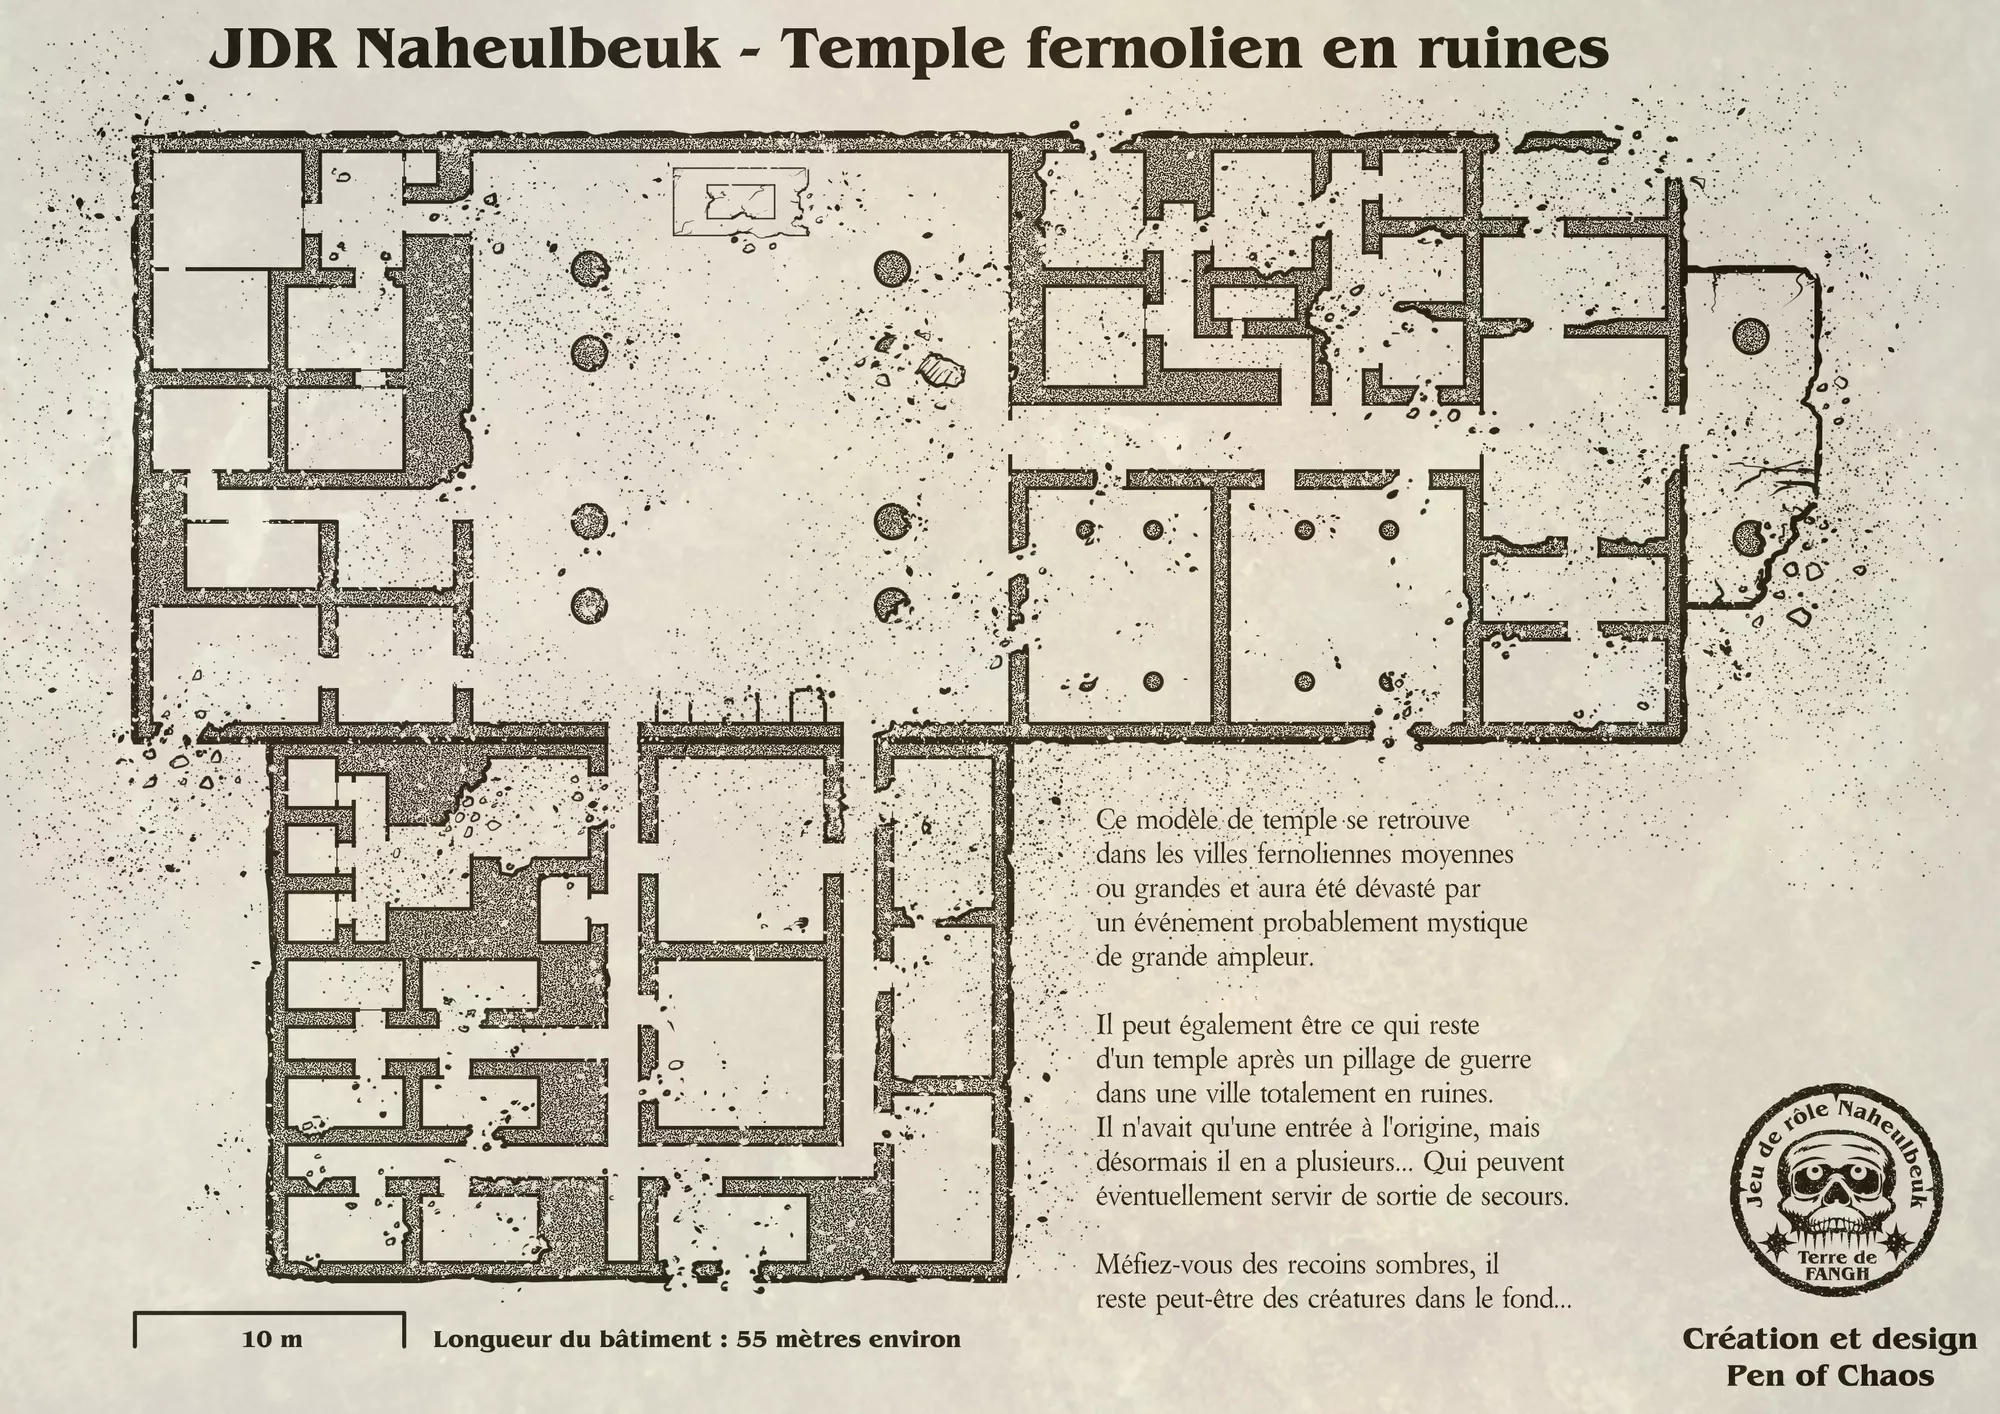 JDR Naheulbeuk - Temple fernolien en ruines
Ce modèle de temple se retrouve
dans les villes fernoliennes moyennes
ou grandes et aura été dévasté par
un événement probablement mystique
de grande ampleur.
Il peut également être ce qui reste
d'un temple après un pillage de guerre
dans une ville totalement en ruines.
Il n'avait qu'une entrée à l'origine, mais
désormais il en a plusieurs... Qui peuvent
éventuellement servir de sortie de secours.
Méfiez-vous des recoins sombres, il
reste peut-être des créatures dans le fond...
Jeu de rôle Naheulbeuk
Terre de
FANGH
10 m
Longueur du bâtiment : 55 mètres environ
Création et design
Pen of Chaos